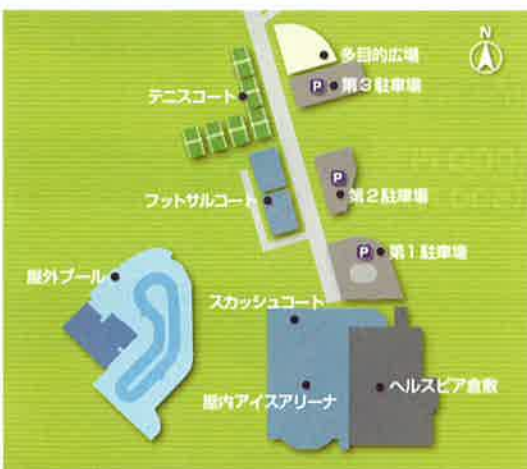 N
多目的広場
P
第3駐車場
テニスコート
P
フットサルコート
第2駐車場
P
第1駐車場
屋外プール
スカッシュコート
屋内アイスアリーナ
ヘルスピア倉敷